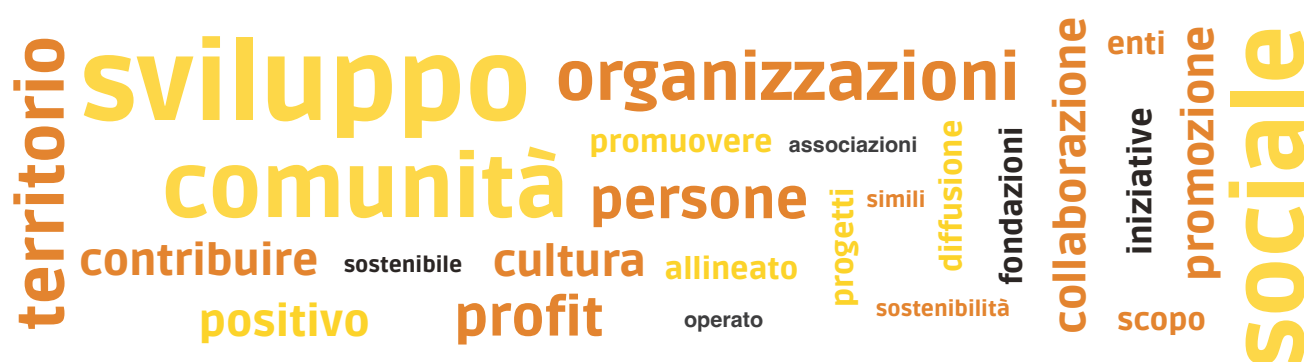 territorio
sviluppo
organizzazioni
promuovere
associazioni
comunità
persone
contribuire
sostenibile
cultura
allineato
positivo
profit
operato
progetti
simili
diffusione
fondazioni
sostenibilità
collaborazione
enti
iniziative
scopo
promozione
sociale